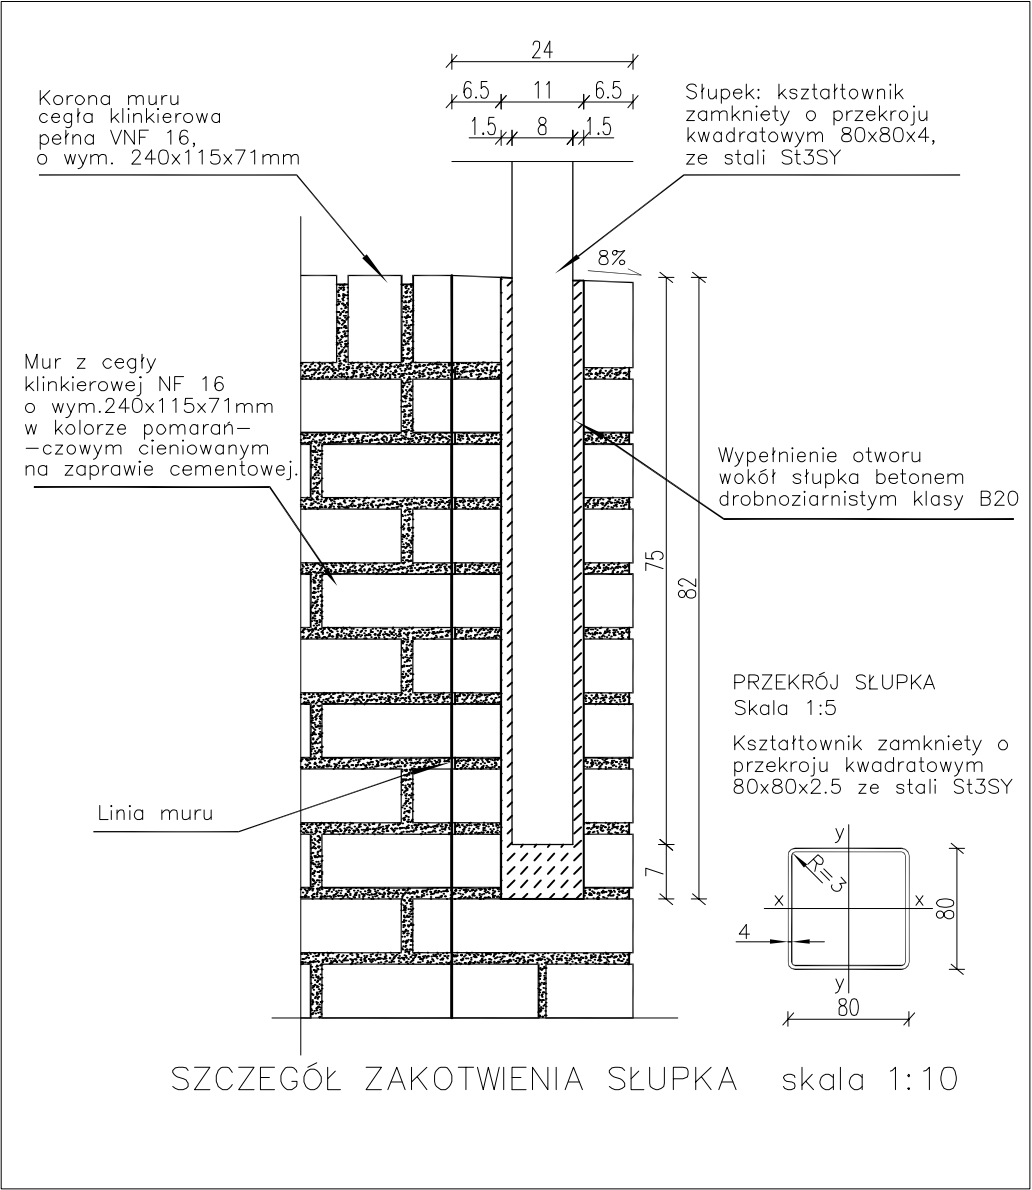 24
6.5 11 6.5
1.5 8 1.5
Korona muru
cegła klinkierowa
pełna VNF 16,
o wym. 240x115x71mm
Słupek: kształtownik
zamkniety o przekroju
kwadratowym 80x80x4,
ze stali St3SY
8%
Mur z cegły
klinkierowej NF 16
o wym.240x115x71mm
w kolorze pomarań-
-czowym cieniowanym
na zaprawie cementowej.
Wypełnienie otworu
wokół słupka betonem
drobnoziarnistym klasy B20
75
82
7
Linia muru
PRZEKRÓJ SŁUPKA
Skala 1:5
Kształtownik zamkniety o
przekroju kwadratowym
80x80x2.5 ze stali St3SY
y
R=3
x x
80
4
y
80
SZCZEGÓŁ ZAKOTWIENIA SŁUPKA skala 1:10